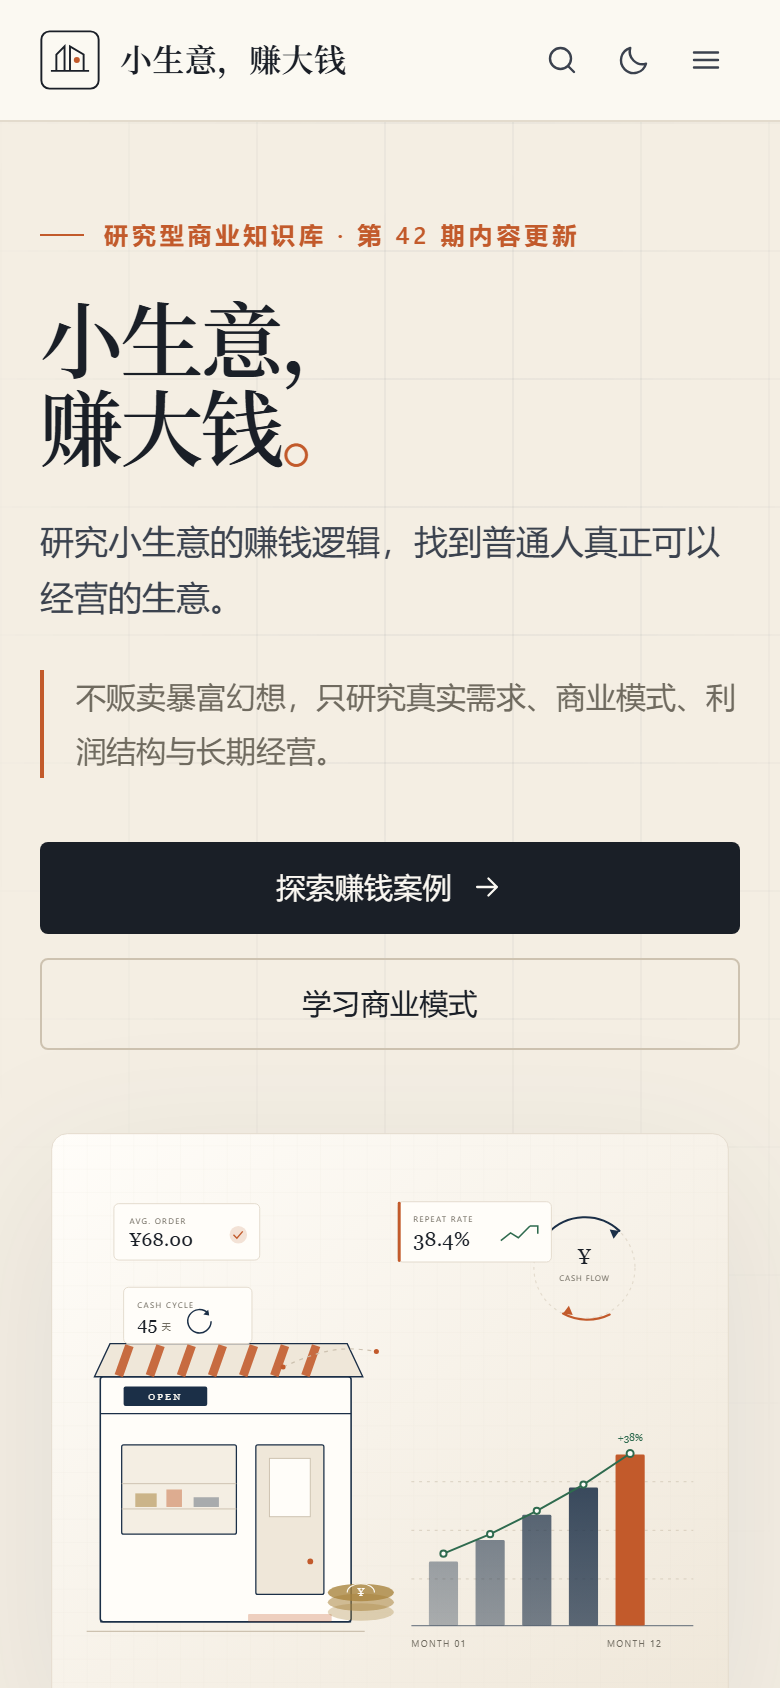 小生意，赚大钱
研究型商业知识库 · 第 42 期内容更新
小生意，
赚大钱。
研究小生意的赚钱逻辑，找到普通人真正可以
经营的生意。
不贩卖暴富幻想，只研究真实需求、商业模式、利
润结构与长期经营。
探索赚钱案例 →
学习商业模式
AVG. ORDER
¥68.00
REPEAT RATE
38.4%
¥
CASH FLOW
CASH CYCLE
45 天
OPEN
+38%
¥
MONTH 01
MONTH 12